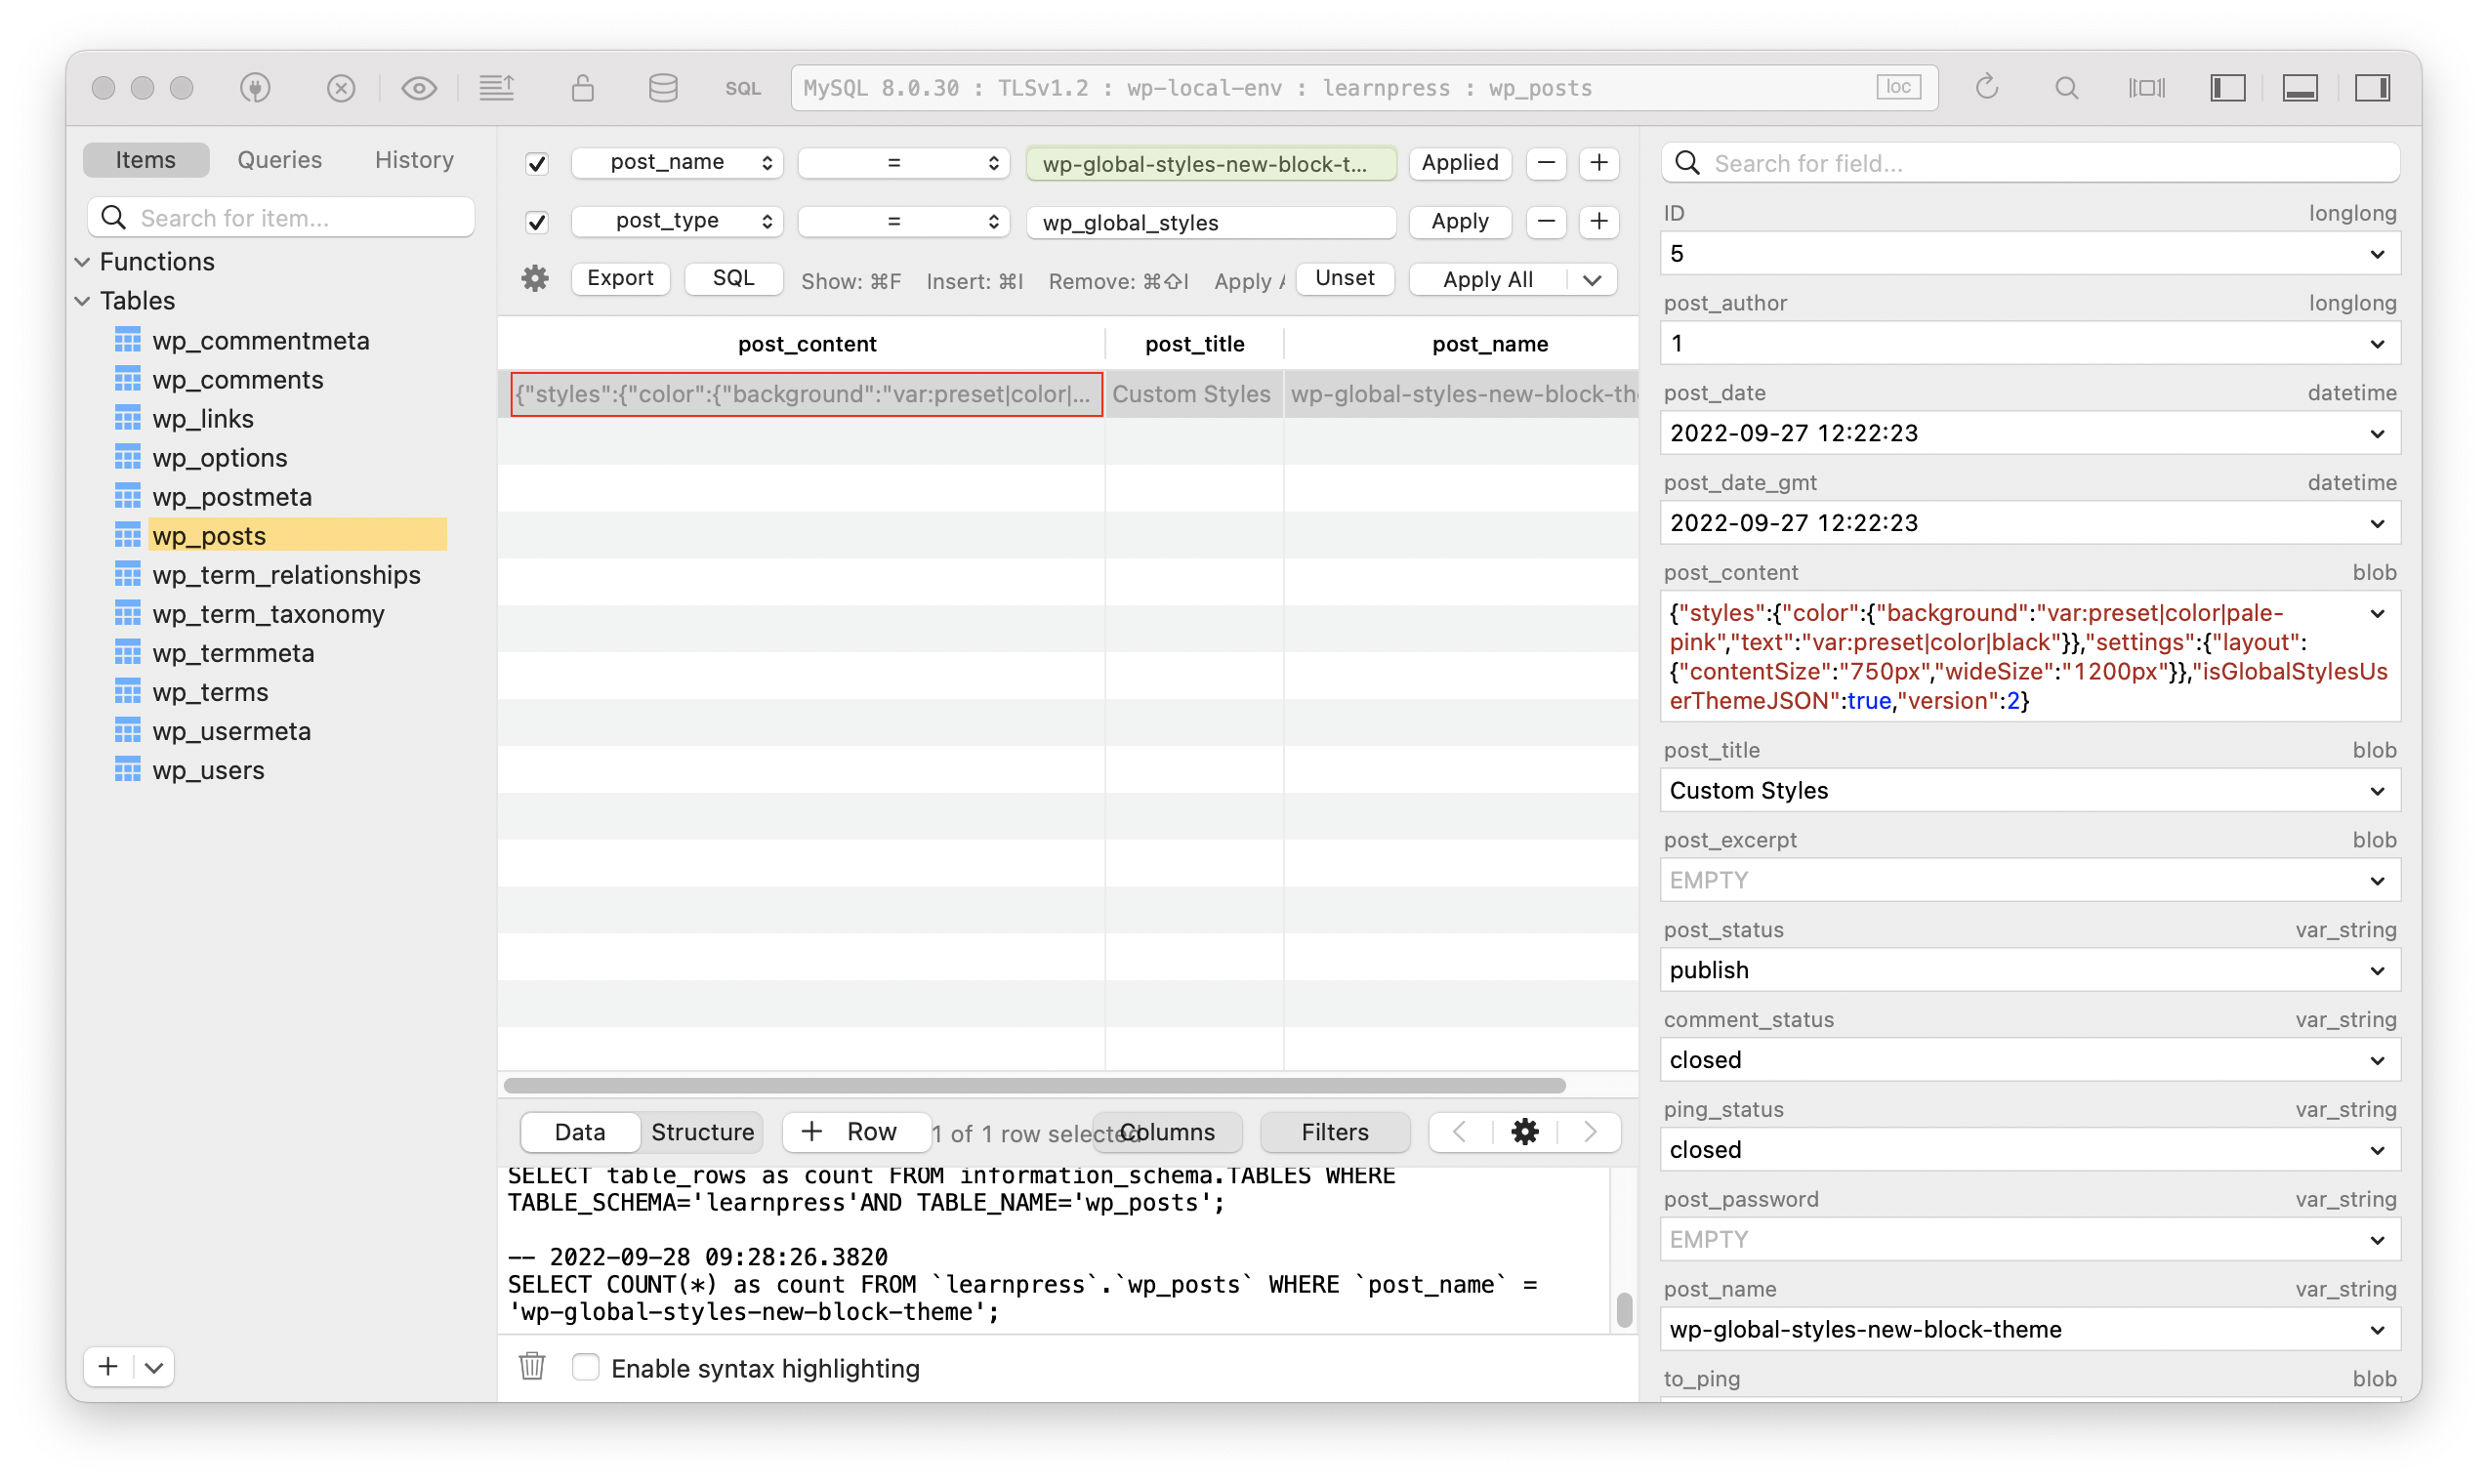 SQL
MySQL 8.0.30 : TLSv1.2 : wp-local-env : learnpress : wp_posts
loc
Items
Queries
History
Search for item...
Functions
Tables
wp_commentmeta
wp_comments
wp_links
wp_options
wp_postmeta
wp_posts
wp_term_relationships
wp_term_taxonomy
wp_termmeta
wp_terms
wp_usermeta
wp_users
post_name
=
wp-global-styles-new-block-t...
Applied
post_type
=
wp_global_styles
Apply
Export
SQL
Show: ⌘F
Insert: ⌘I
Remove: ⌘⇧I
Apply
Unset
Apply All
post_content
post_title
post_name
{"styles":{"color":{"background":"var:preset|color|...
Custom Styles
wp-global-styles-new-block-th
Data
Structure
+ Row
1 of 1 row selected
Columns
Filters
SELECT table_rows as count FROM information_schema.TABLES WHERE
TABLE_SCHEMA='learnpress'AND TABLE_NAME='wp_posts';
-- 2022-09-28 09:28:26.3820
SELECT COUNT(*) as count FROM `learnpress`.`wp_posts` WHERE `post_name` =
'wp-global-styles-new-block-theme';
Enable syntax highlighting
Search for field...
ID longlong
5
post_author longlong
1
post_date datetime
2022-09-27 12:22:23
post_date_gmt datetime
2022-09-27 12:22:23
post_content blob
{"styles":{"color":{"background":"var:preset|color|pale-
pink","text":"var:preset|color|black"}},"settings":{"layout":
{"contentSize":"750px","wideSize":"1200px"}},"isGlobalStylesUs
erThemeJSON":true,"version":2}
post_title blob
Custom Styles
post_excerpt blob
EMPTY
post_status var_string
publish
comment_status var_string
closed
ping_status var_string
closed
post_password var_string
EMPTY
post_name var_string
wp-global-styles-new-block-theme
to_ping blob